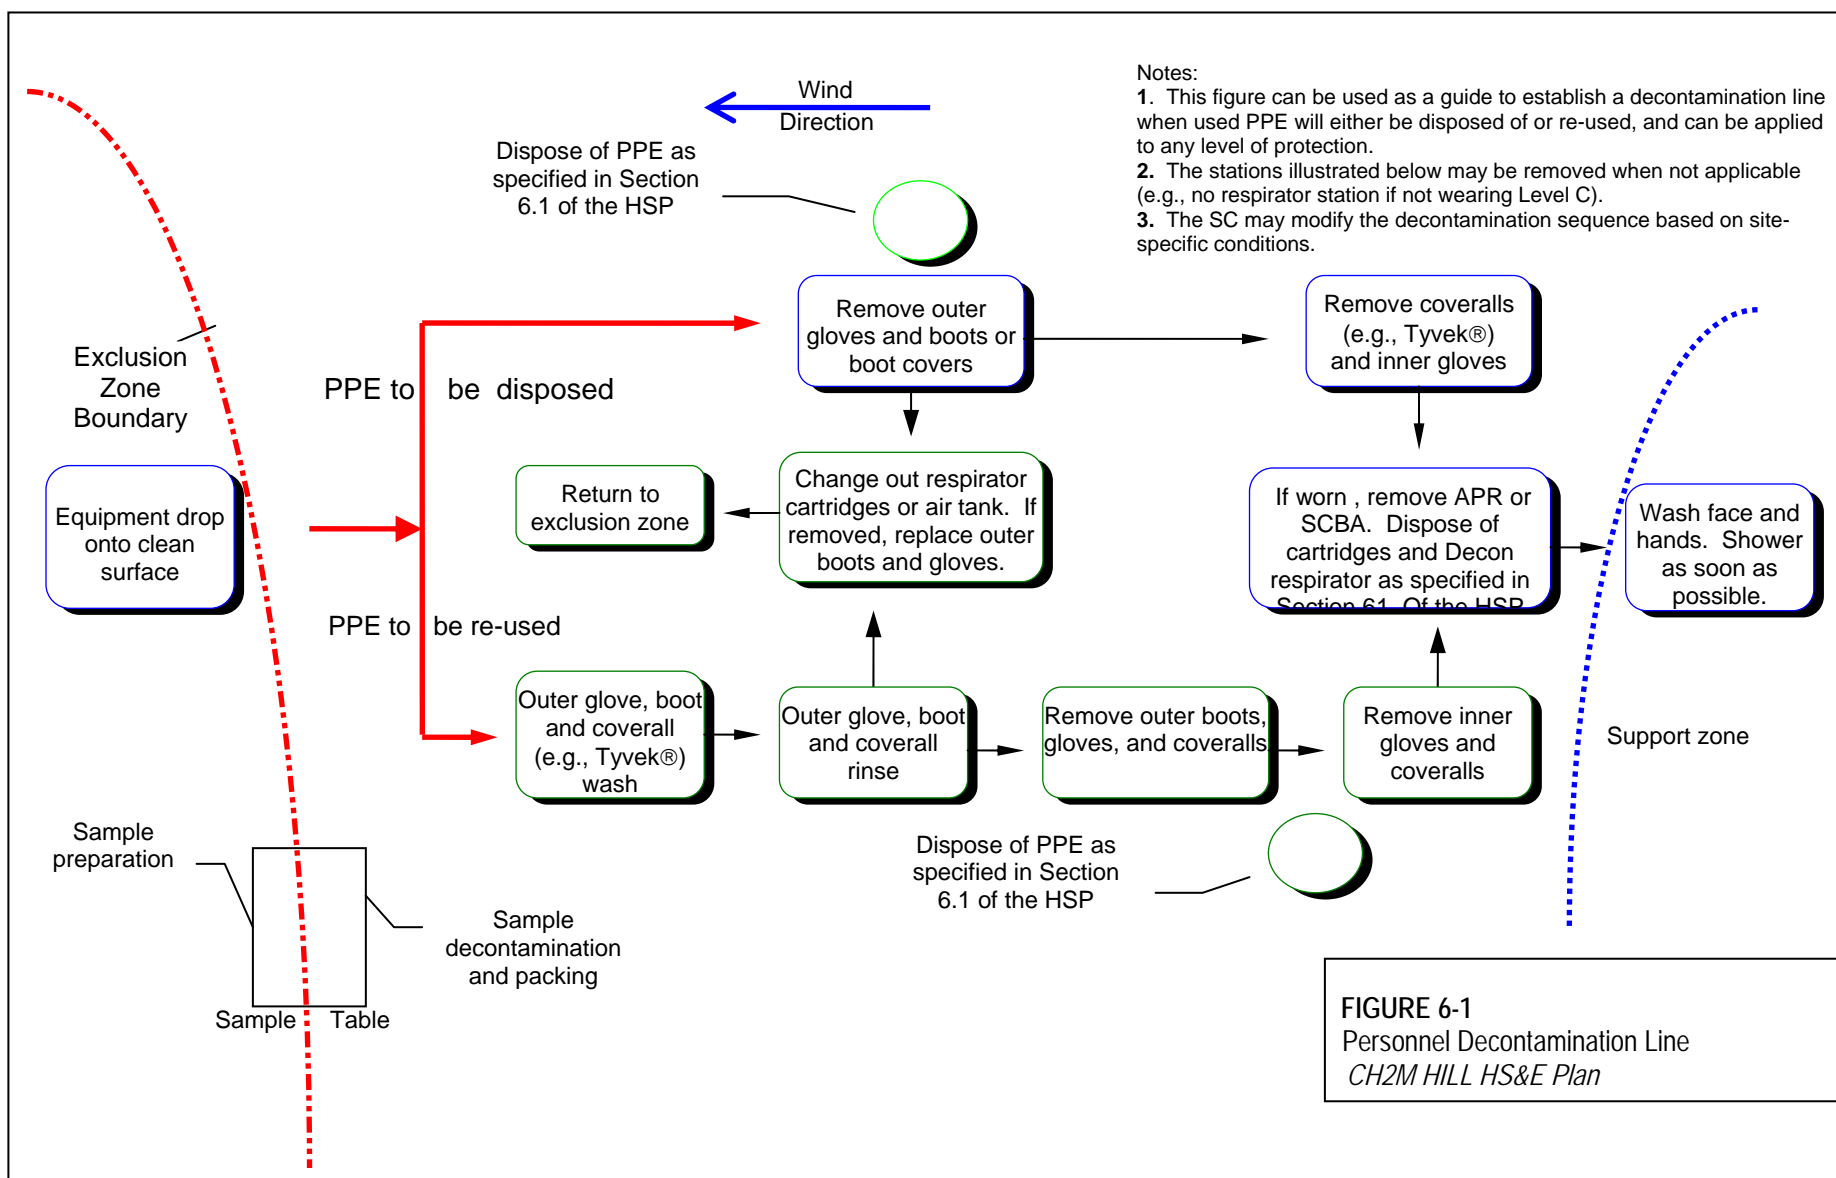 Wind
Direction
Notes:
1. This figure can be used as a guide to establish a decontamination line
when used PPE will either be disposed of or re-used, and can be applied
to any level of protection.
2. The stations illustrated below may be removed when not applicable
(e.g., no respirator station if not wearing Level C).
3. The SC may modify the decontamination sequence based on site-
specific conditions.
Dispose of PPE as
specified in Section
6.1 of the HSP
Exclusion
Zone
Boundary
PPE to be disposed
Remove outer
gloves and boots or
boot covers
Remove coveralls
(e.g., Tyvek®)
and inner gloves
Equipment drop
onto clean
surface
Return to
exclusion zone
Change out respirator
cartridges or air tank. If
removed, replace outer
boots and gloves.
If worn , remove APR or
SCBA. Dispose of
cartridges and Decon
respirator as specified in
Section 61. Of the HSP
Wash face and
hands. Shower
as soon as
possible.
PPE to be re-used
Outer glove, boot
and coverall
(e.g., Tyvek®)
wash
Outer glove, boot
and coverall
rinse
Remove outer boots,
gloves, and coveralls.
Remove inner
gloves and
coveralls
Support zone
Sample
preparation
Sample
decontamination
and packing
Sample Table
Dispose of PPE as
specified in Section
6.1 of the HSP
FIGURE 6-1
Personnel Decontamination Line
CH2M HILL HS&E Plan